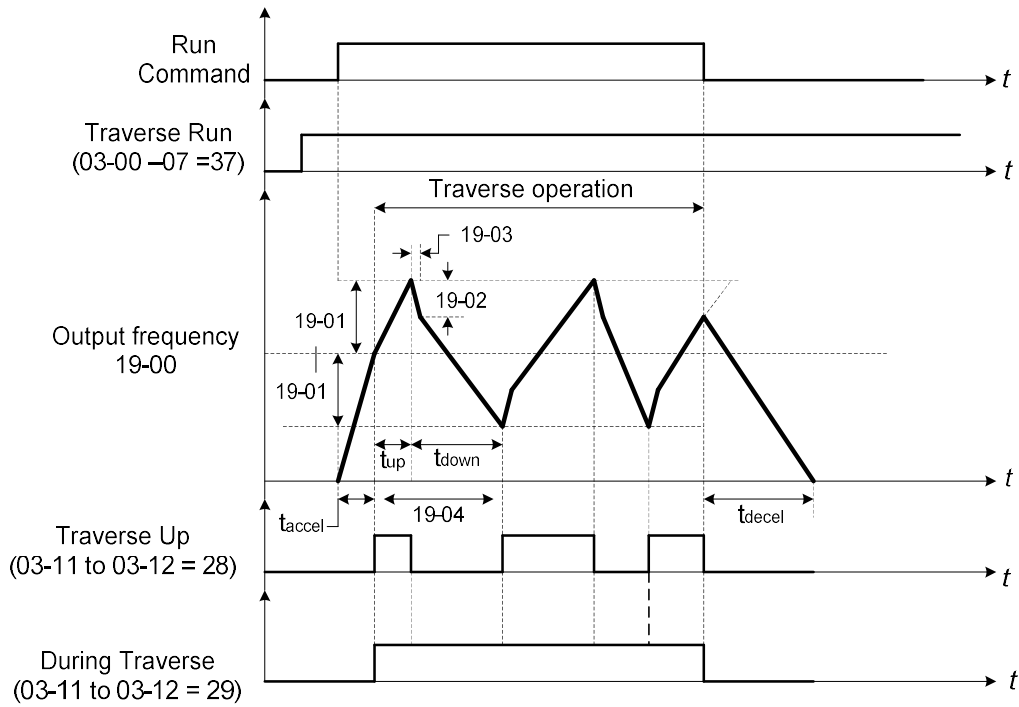 Run
Command
t
Traverse Run
(03-00 –07 =37)
t
Traverse operation
19-03
19-02
19-01
Output frequency
19-00
19-01
tup
tdown
t
taccel
19-04
tdecel
Traverse Up
(03-11 to 03-12 = 28)
t
During Traverse
(03-11 to 03-12 = 29)
t